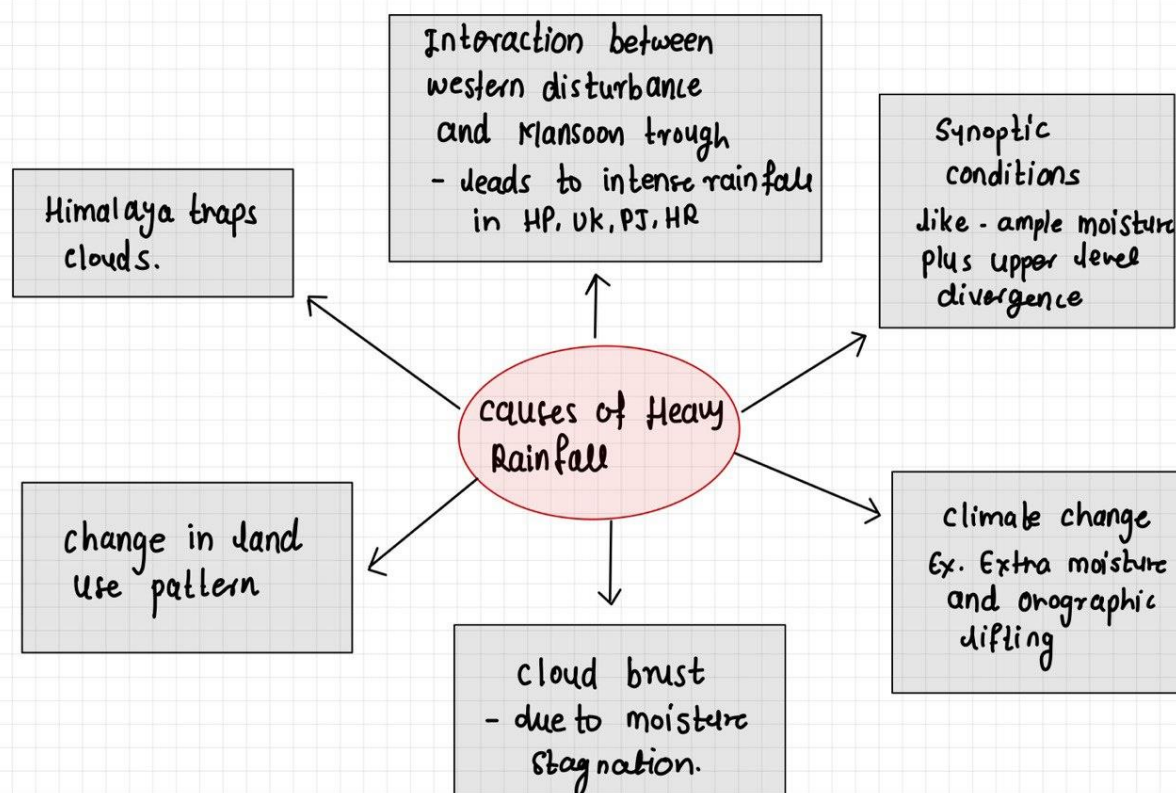 Interaction between
western disturbance
and Mansoon trough
- leads to intense rainfall
in HP, UK, PJ, HR
Synoptic
conditions
like - ample moisture
plus upper level
divergence
Himalaya traps
clouds.
causes of Heavy
Rainfall
change in land
use pattern
climate change
Ex. Extra moisture
and orographic
lifting
cloud brust
- due to moisture
stagnation.